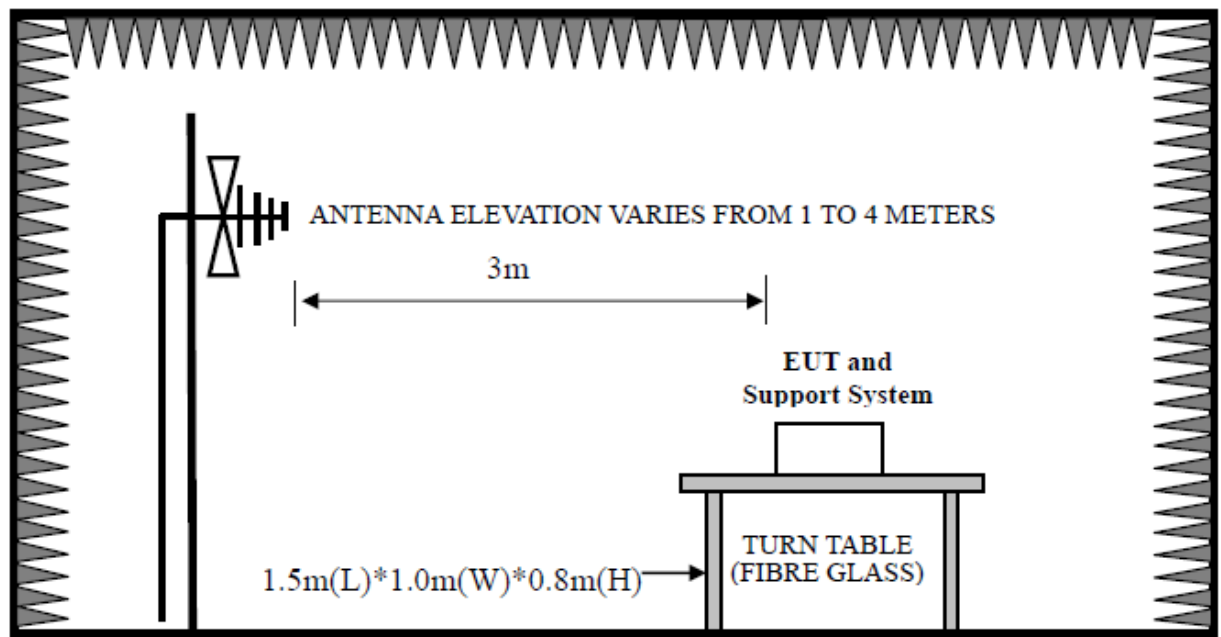 ANTENNA ELEVATION VARIES FROM 1 TO 4 METERS
3m
EUT and
Support System
TURN TABLE
(FIBRE GLASS)
1.5m(L)*1.0m(W)*0.8m(H)